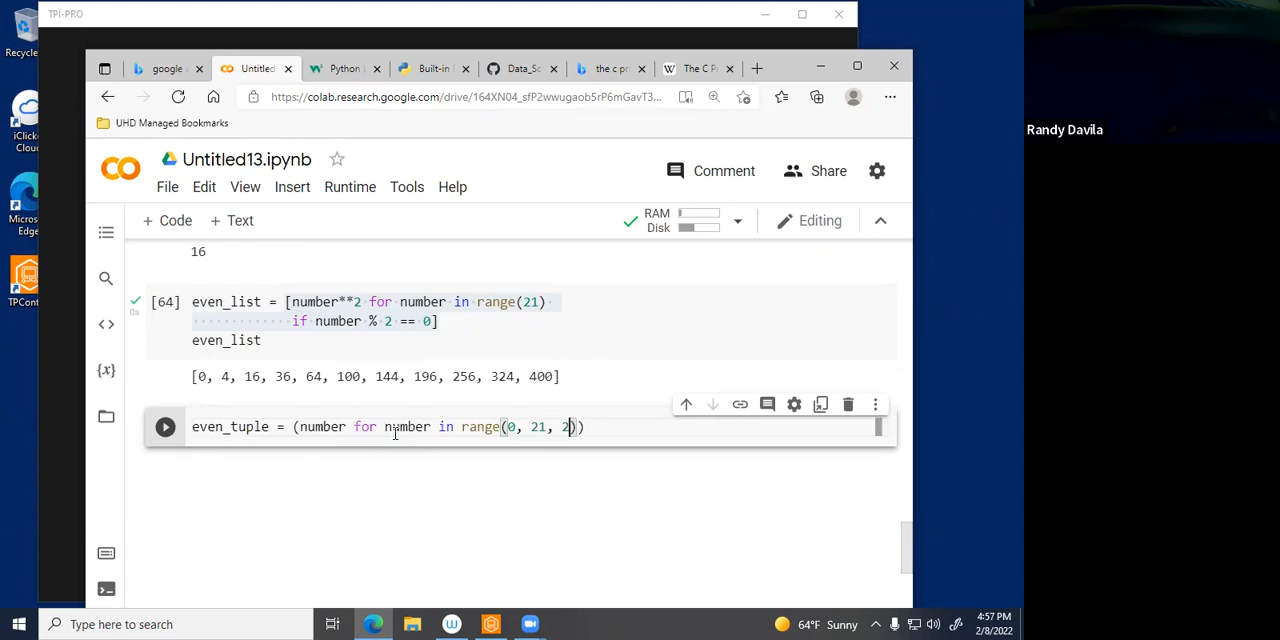 TPI-PRO
Recycle
google c
Untitled
Python
Built-in
Data_Sc
the c pr
The C P
https://colab.research.google.com/drive/164XN04_sfP2wwugaob5rP6mGavT3...
UHD Managed Bookmarks
Randy Davila
iClicke
Cloud
Untitled13.ipynb
Comment
Share
File Edit View Insert Runtime Tools Help
+ Code + Text
RAM
Disk
Editing
Micros
Edge
16
TPCont
[64] even_list = [number**2 for number in range(21)
if number % 2 == 0]
even_list
0s
[0, 4, 16, 36, 64, 100, 144, 196, 256, 324, 400]
even_tuple = (number for number in range(0, 21, 2))
{x}
Type here to search
64°F Sunny
4:57 PM
2/8/2022